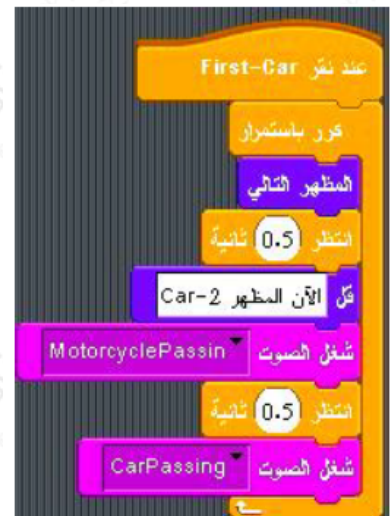 عند نقر First-Car
كرر باستمرار
المظهر التالي
انتظر 0.5 ثانية
قل الآن المظهر Car-2
شغل الصوت MotorcyclePassin
انتظر 0.5 ثانية
شغل الصوت CarPassing